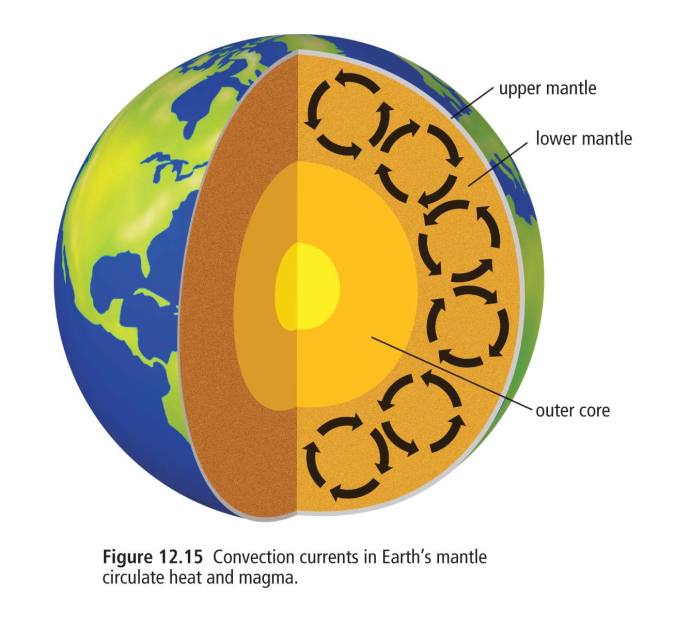 upper mantle
lower mantle
outer core
Figure 12.15 Convection currents in Earth's mantle
circulate heat and magma.